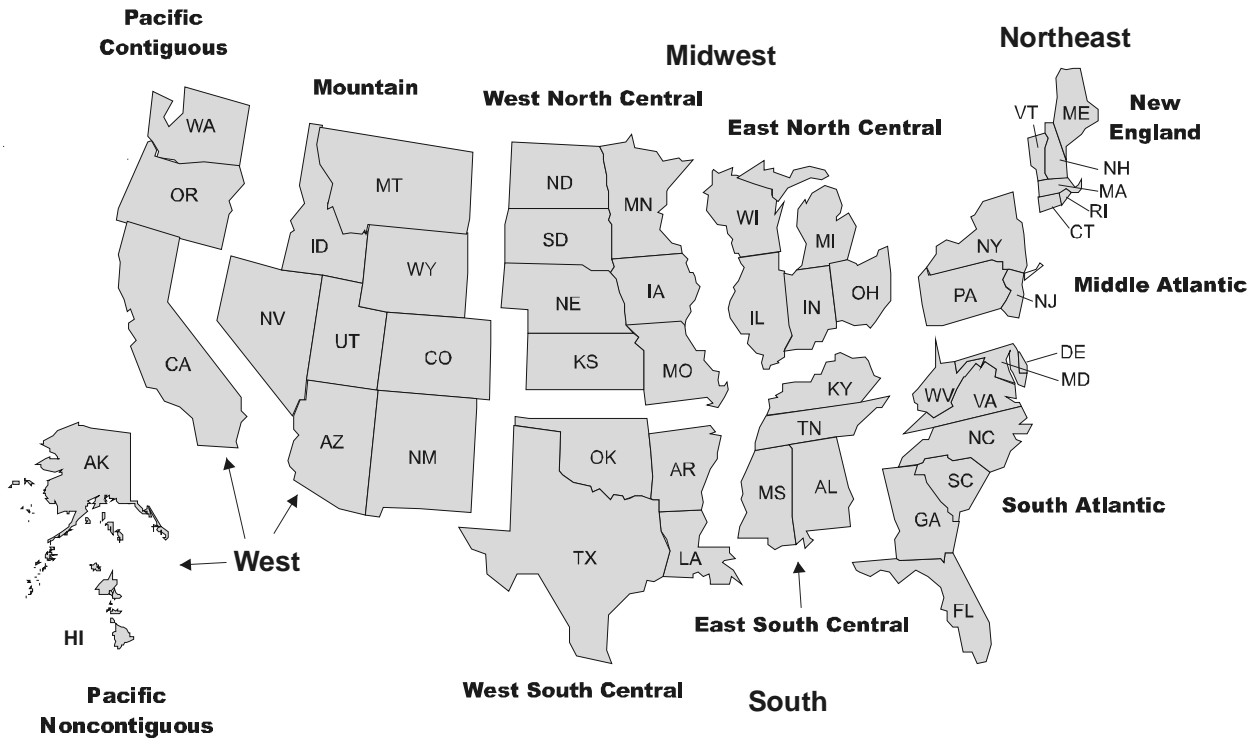 Pacific
Contiguous
Mountain
Midwest
West North Central
East North Central
Northeast
New
England
WA
OR
CA
MT
ID
WY
NV
UT
CO
AZ
NM
ND
SD
NE
KS
MN
IA
MO
WI
MI
IL
IN
OH
VT
ME
NH
MA
RI
CT
NY
PA
NJ
Middle Atlantic
DE
MD
WV
VA
NC
SC
GA
FL
South Atlantic
KY
TN
MS
AL
East South Central
OK
AR
TX
LA
West South Central
South
AK
HI
West
Pacific
Noncontiguous